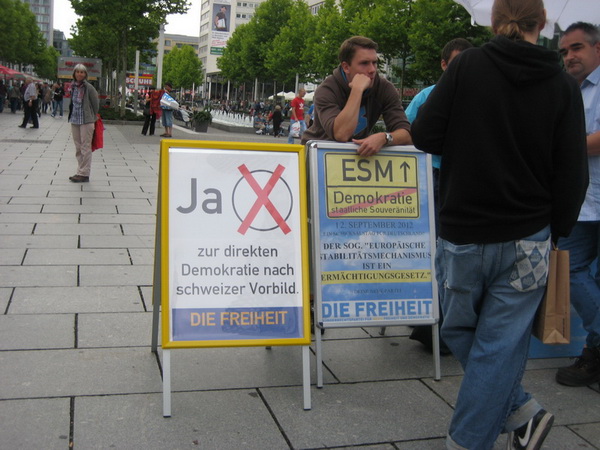 Ja
zur direkten
Demokratie nach
schweizer Vorbild.
DIE FREIHEIT
ESM ↑
Demokratie
staatliche Souveränität
12. SEPTEMBER 2012
DER SOG. "EUROPÄISCHE
STABILITÄTSMECHANISMUS
IST EIN
ERMÄCHTIGUNGSGESETZ."
DIE FREIHEIT